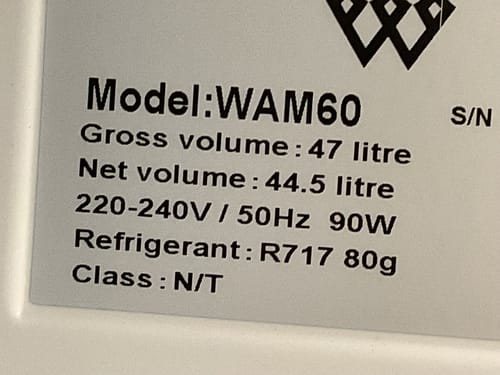 Model:WAM60
S/N
Gross volume : 47 litre
Net volume : 44.5 litre
220-240V / 50Hz 90W
Refrigerant : R717 80g
Class : N/T